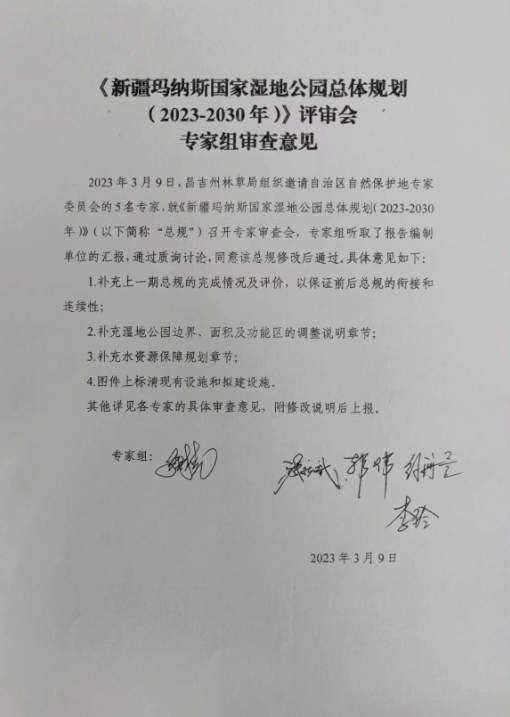 《新疆玛纳斯国家湿地公园总体规划
（2023-2030年）》评审会
专家组审查意见
2023年3月9日，昌吉州林草局组织邀请自治区自然保护地专家
委员会的5名专家，就《新疆玛纳斯国家湿地公园总体规划（2023-2030
年）》（以下简称“总规”）召开专家审查会，专家组听取了报告编制
单位的汇报，通过质询讨论，同意该总规修改后通过。具体意见如下：
1.补充上一期总规的完成情况及评价，以保证前后总规的衔接和
连续性；
2.补充湿地公园边界、面积及功能区的调整说明章节；
3.补充水资源保障规划章节；
4.图件上标清现有设施和拟建设施。
其他详见各专家的具体审查意见，附修改说明后上报。
专家组：
李玲
2023年3月9日